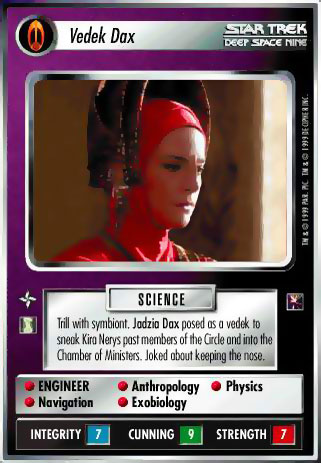 Vedek Dax
STAR TREK
DEEP SPACE NINE
TM & © 1999 PAR. PIC. TM & © 1999 DECIPHER INC.
SCIENCE
Trill with symbiont. Jadzia Dax posed as a vedek to
sneak Kira Nerys past members of the Circle and into the
Chamber of Ministers. Joked about keeping the nose.
ENGINEER Anthropology Physics
Navigation Exobiology
INTEGRITY 7 CUNNING 9 STRENGTH 7